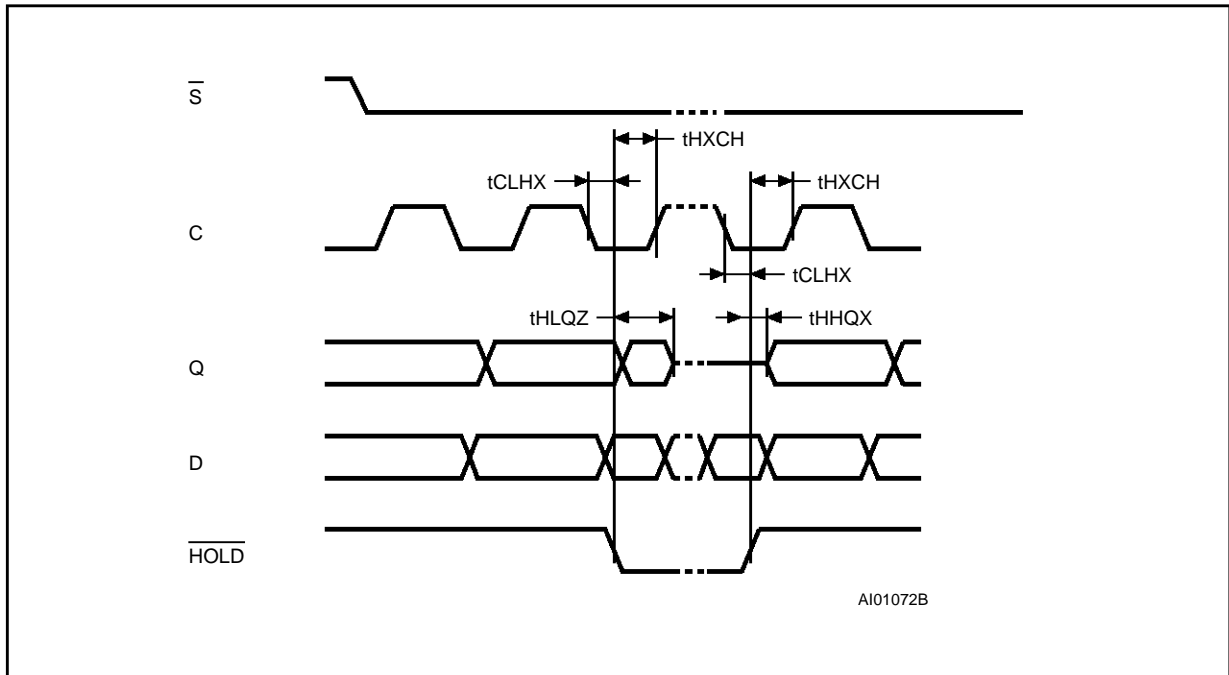 S
tHXCH
tCLHX
tHXCH
C
tCLHX
tHLQZ
tHHQX
Q
D
HOLD
AI01072B